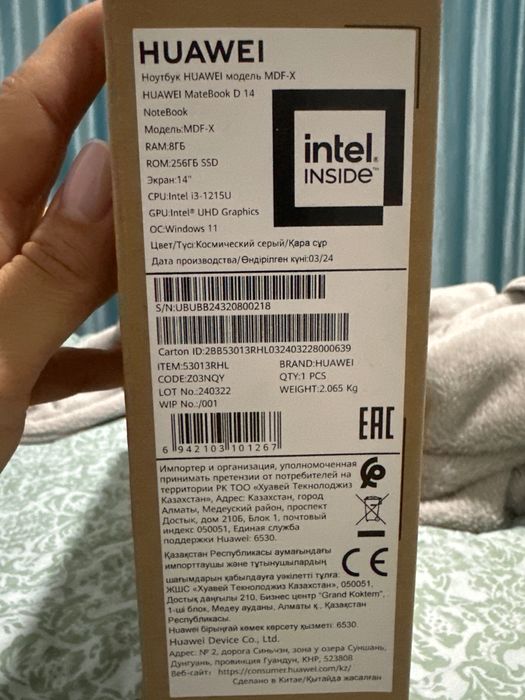 HUAWEI
Ноутбук HUAWEI модель MDF-X
HUAWEI MateBook D 14
NoteBook
Модель:MDF-X
RAM:8ГБ
ROM:256ГБ SSD
Экран:14"
CPU:Intel i3-1215U
GPU:Intel® UHD Graphics
ОС:Windows 11
Цвет/Түсі:Космический серый/Қара сұр
Дата производства/Өндірілген күні:03/24
intel.
INSIDE™
S/N:UBUBB24320800218
Carton ID:2BB53013RHL032403228000639
ITEM:53013RHL BRAND:HUAWEI
CODE:Z03NQY QTY:1 PCS
LOT No.:240322 WEIGHT:2.065 Kg
WIP No.:/001
6 942103 101267
EAC
Импортер и организация, уполномоченная
принимать претензии от потребителей на
территории РК ТОО «Хуавей Текнолоджиз
Казахстан», Адрес: Казахстан, город
Алматы, Медеуский район, проспект
Достык, дом 210б, Блок 1, почтовый
индекс 050051, Единая служба
поддержки Huawei: 6530.
Қазақстан Республикасы аумағындағы
импорттаушы және тұтынушылардың
шағымдарын қабылдауға уәкілетті тұлға:
ЖШС «Хуавей Текнолоджиз Казахстан», 050051,
Достық даңғылы 210, Бизнес центр "Grand Koktem",
1-ші блок, Медеу ауданы, Алматы қ., Қазақстан
Республикасы.
Huawei бірыңғай көмек көрсету қызметі: 6530.
CE
Huawei Device Co., Ltd.
Адрес: № 2, дорога Синьчэн, зона у озера Суншань,
Дунгуань, провинция Гуандун, КНР, 523808
Веб-сайт: https://consumer.huawei.com/kz/
Сделано в Китае/Қытайда жасалған